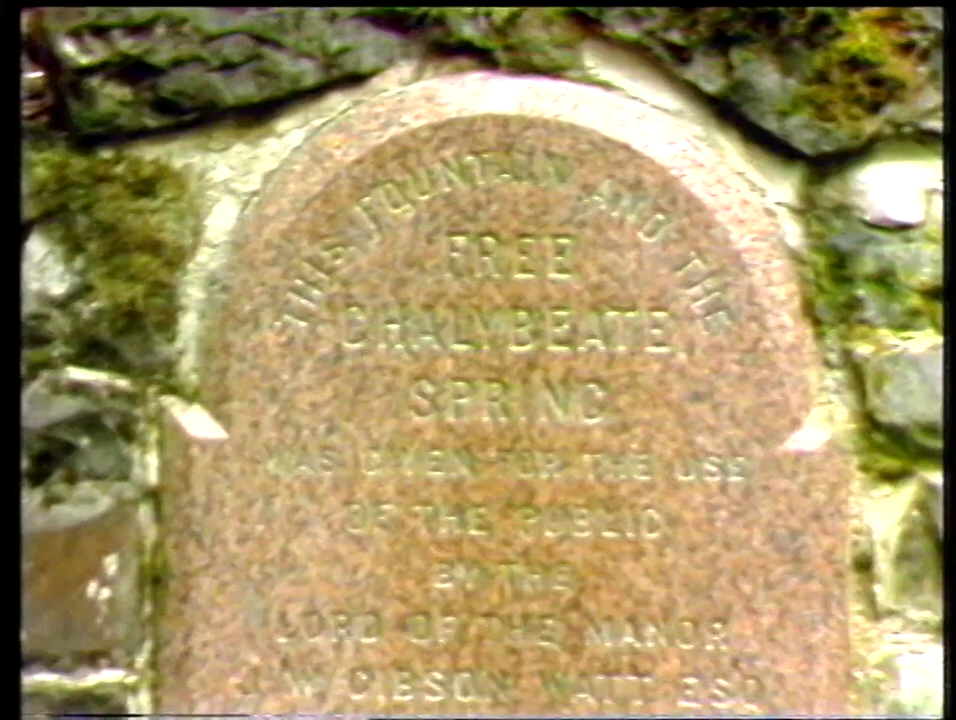 THIS FOUNTAIN AND THE
FREE
CHALYBEATE
SPRING
WAS GIVEN FOR THE USE
OF THE PUBLIC
BY THE
LORD OF THE MANOR
J. W. GIBSON WATT ESQ